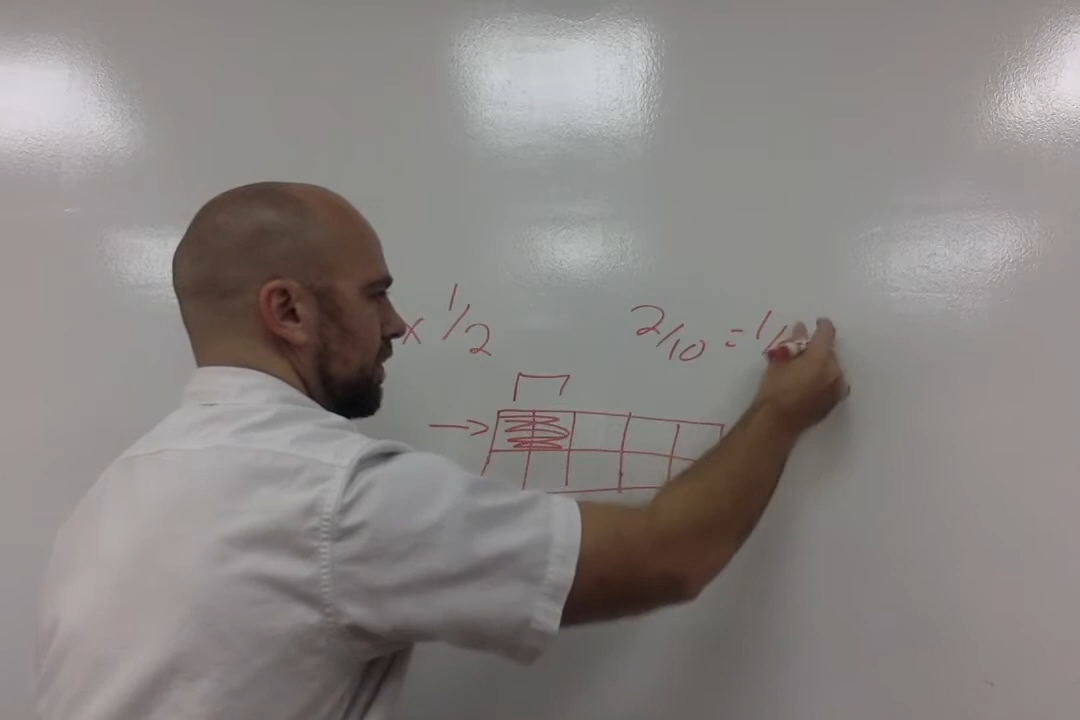 x 1/2    2/10 = 1/